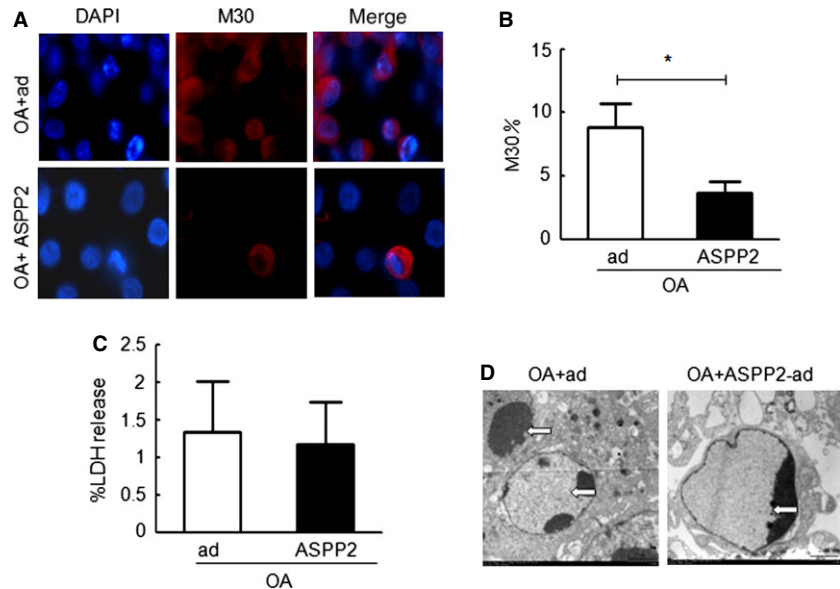 A
DAPI M30 Merge
OA+ad
OA+ ASPP2
B
M30%
15
10
5
0
*
ad ASPP2
OA
C
%LDH release
2.5
2
1.5
1
0.5
0
ad ASPP2
OA
D
OA+ad OA+ASPP2-ad